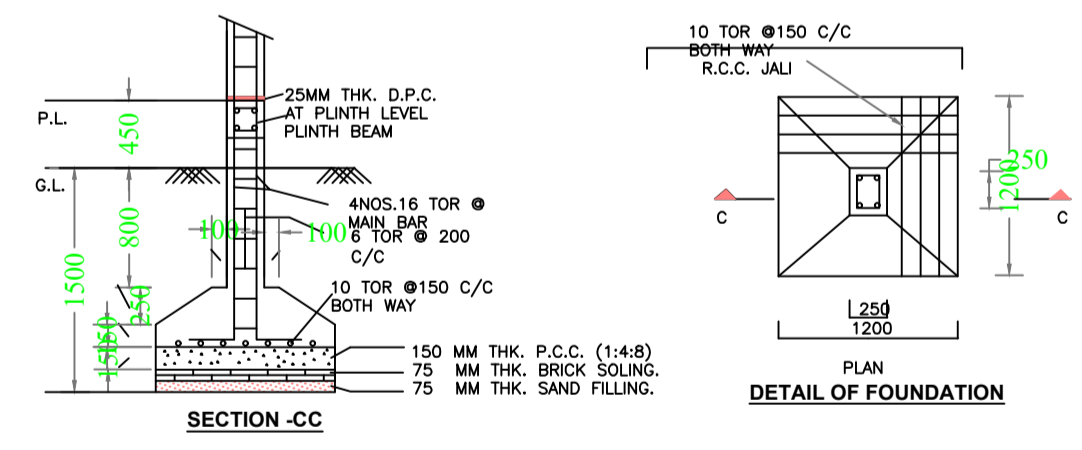 25MM THK. D.P.C.
AT PLINTH LEVEL
PLINTH BEAM
P.L.
450
G.L.
4NOS.16 TOR @
MAIN BAR
6 TOR @ 200
C/C
100
100
800
1500
250
10 TOR @150 C/C
BOTH WAY
150
150
150 MM THK. P.C.C. (1:4:8)
75 MM THK. BRICK SOLING.
75 MM THK. SAND FILLING.
SECTION -CC
10 TOR @150 C/C
BOTH WAY
R.C.C. JALI
250
1200
C
C
250
1200
PLAN
DETAIL OF FOUNDATION